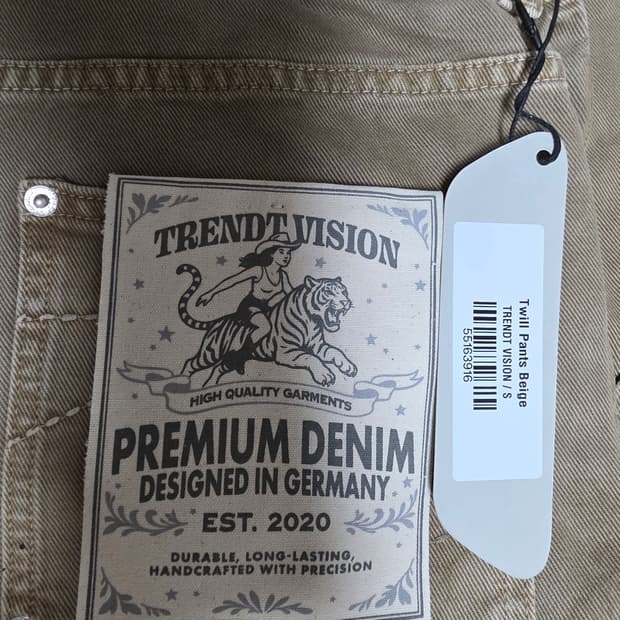 TRENDT VISION
HIGH QUALITY GARMENTS
PREMIUM DENIM
DESIGNED IN GERMANY
EST. 2020
DURABLE, LONG-LASTING,
HANDCRAFTED WITH PRECISION
Twill Pants Beige
TRENDT VISION / S
55163916